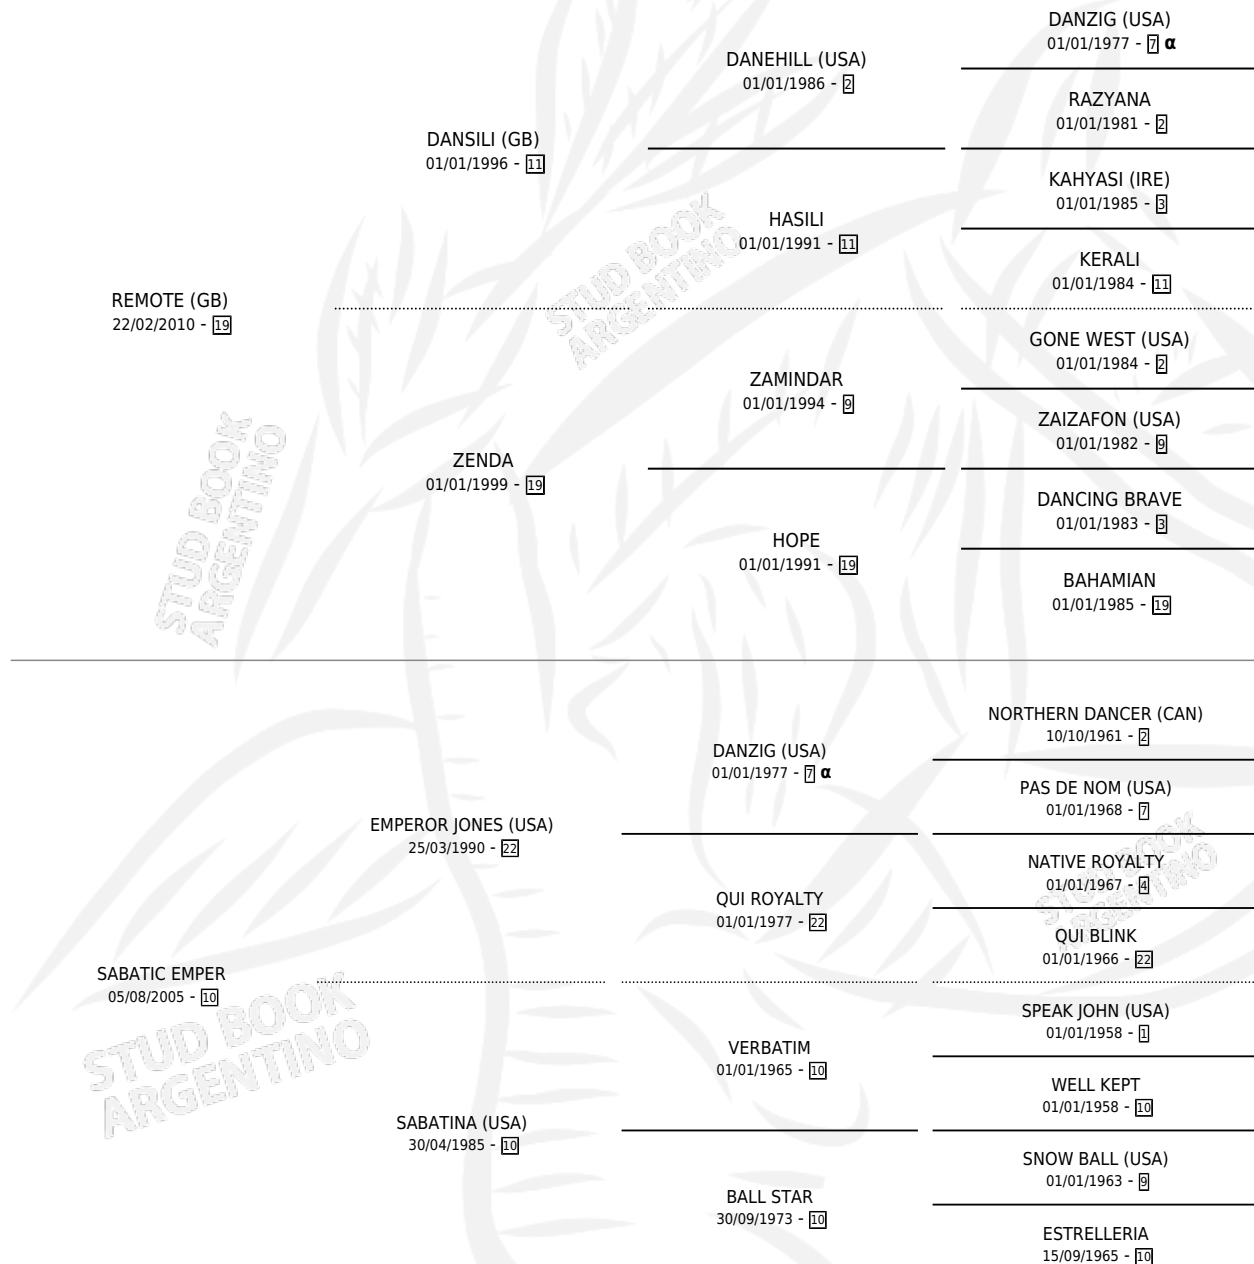 DANZIG (USA)
01/01/1977 - 7 α
DANEHILL (USA)
01/01/1986 - 2
RAZYANA
01/01/1981 - 2
DANSILI (GB)
01/01/1996 - 11
KAHYASI (IRE)
01/01/1985 - 3
HASILI
01/01/1991 - 11
KERALI
01/01/1984 - 11
REMOTE (GB)
22/02/2010 - 19
GONE WEST (USA)
01/01/1984 - 2
ZAMINDAR
01/01/1994 - 9
ZAIZAFON (USA)
01/01/1982 - 9
ZENDA
01/01/1999 - 19
DANCING BRAVE
01/01/1983 - 3
HOPE
01/01/1991 - 19
BAHAMIAN
01/01/1985 - 19
NORTHERN DANCER (CAN)
10/10/1961 - 2
DANZIG (USA)
01/01/1977 - 7 α
PAS DE NOM (USA)
01/01/1968 - 7
EMPEROR JONES (USA)
25/03/1990 - 22
NATIVE ROYALTY
01/01/1967 - 4
QUI ROYALTY
01/01/1977 - 22
QUI BLINK
01/01/1966 - 22
SABATIC EMPER
05/08/2005 - 10
SPEAK JOHN (USA)
01/01/1958 - 1
VERBATIM
01/01/1965 - 10
WELL KEPT
01/01/1958 - 10
SABATINA (USA)
30/04/1985 - 10
SNOW BALL (USA)
01/01/1963 - 9
BALL STAR
30/09/1973 - 10
ESTRELLERIA
15/09/1965 - 10
STUD BOOK
ARGENTINO
STUD BOOK
ARGENTINO
STUD BOOK
ARGENTINO
STUD BOOK
ARGENTINO